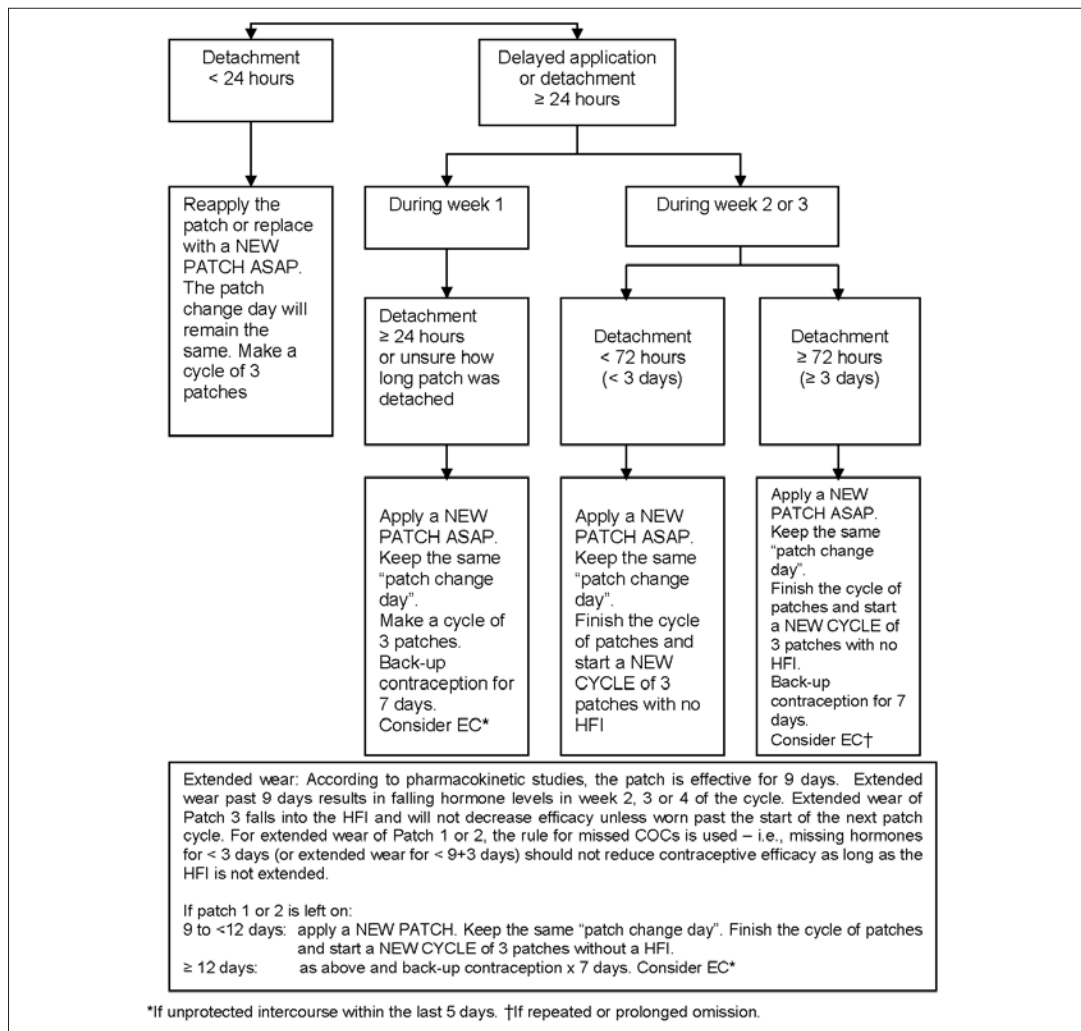 Detachment
< 24 hours
Delayed application
or detachment
≥ 24 hours
Reapply the
patch or replace
with a NEW
PATCH ASAP.
The patch
change day will
remain the
same. Make a
cycle of 3
patches
During week 1
During week 2 or 3
Detachment
≥ 24 hours
or unsure how
long patch was
detached
Detachment
< 72 hours
(< 3 days)
Detachment
≥ 72 hours
(≥ 3 days)
Apply a NEW
PATCH ASAP.
Keep the same
“patch change
day”.
Make a cycle of
3 patches.
Back-up
contraception for
7 days.
Consider EC*
Apply a NEW
PATCH ASAP.
Keep the same
“patch change
day”.
Finish the cycle
of patches and
start a NEW
CYCLE of 3
patches with no
HFI
Apply a NEW
PATCH ASAP.
Keep the same
“patch change
day”.
Finish the cycle of
patches and start
a NEW CYCLE of
3 patches with no
HFI.
Back-up
contraception for 7
days.
Consider EC†
Extended wear: According to pharmacokinetic studies, the patch is effective for 9 days. Extended
wear past 9 days results in falling hormone levels in week 2, 3 or 4 of the cycle. Extended wear of
Patch 3 falls into the HFI and will not decrease efficacy unless worn past the start of the next patch
cycle. For extended wear of Patch 1 or 2, the rule for missed COCs is used – i.e., missing hormones
for < 3 days (or extended wear for < 9+3 days) should not reduce contraceptive efficacy as long as the
HFI is not extended.
If patch 1 or 2 is left on:
9 to <12 days: apply a NEW PATCH. Keep the same “patch change day”. Finish the cycle of patches
and start a NEW CYCLE of 3 patches without a HFI.
≥ 12 days: as above and back-up contraception x 7 days. Consider EC*
*If unprotected intercourse within the last 5 days. †If repeated or prolonged omission.